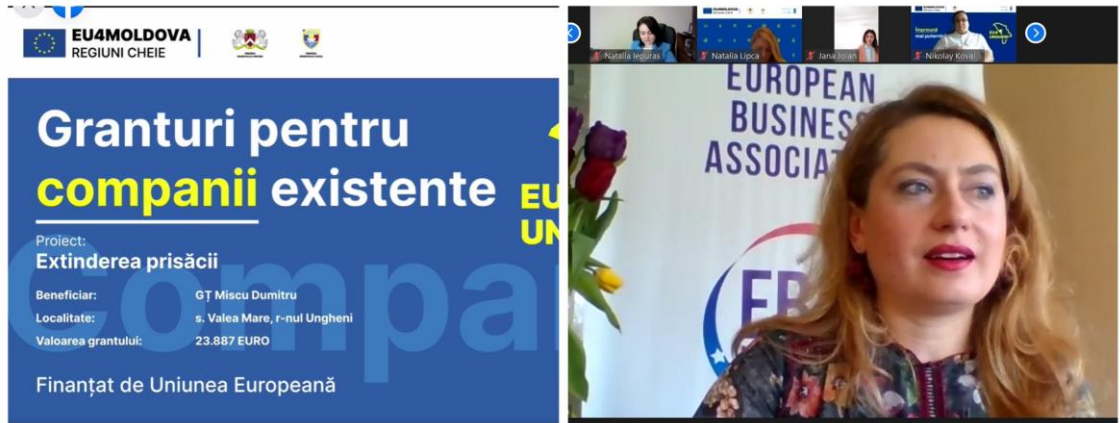 EU4MOLDOVA
REGIUNI CHEIE
Granturi pentru
companii existente
EU
UN
Compa
Proiect:
Extinderea prisăcii
Beneficiar: GȚ Miscu Dumitru
Localitate: s. Valea Mare, r-nul Ungheni
Valoarea grantului: 23.887 EURO
Finanțat de Uniunea Europeană
Natalia Ieguras
Natalia Lipca
Jana Joian
Nikolay Koval
EUROPEAN
BUSINES
ASSOCIAT
EB